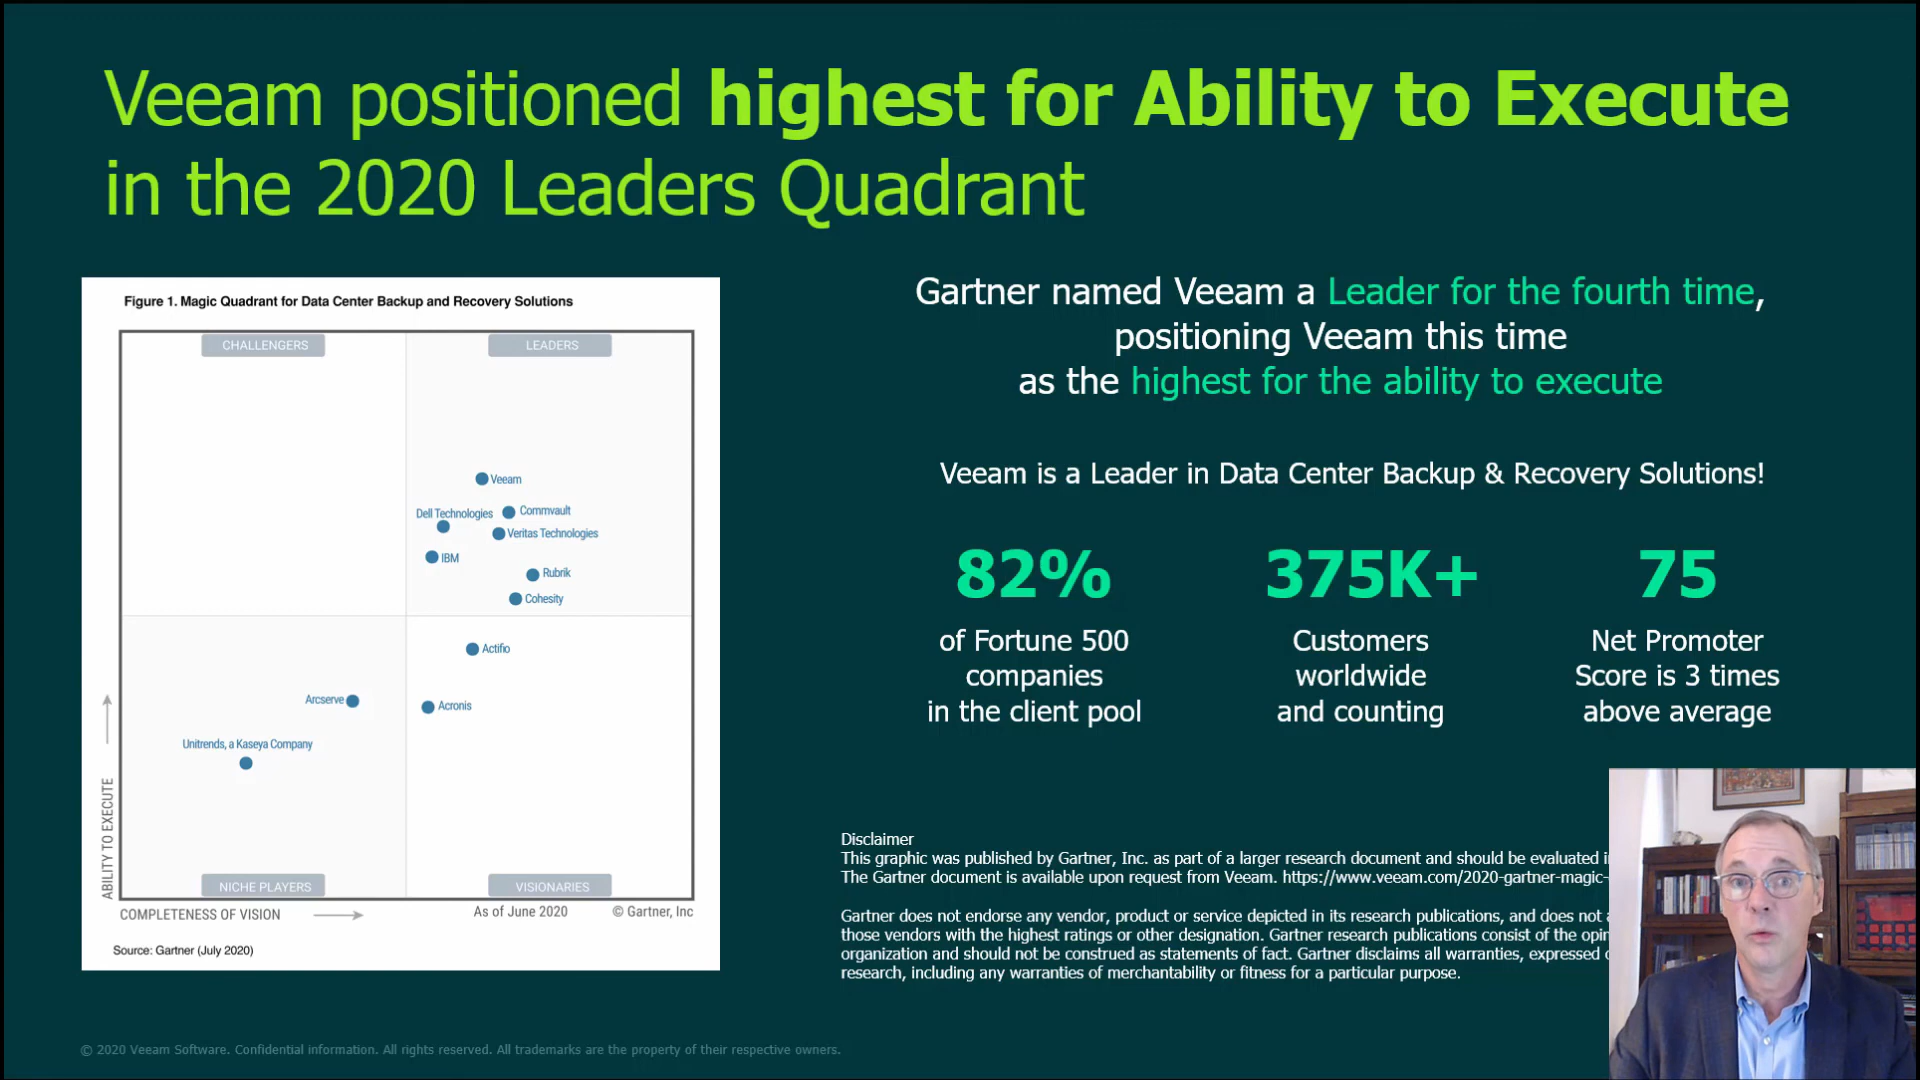 Veeam positioned highest for Ability to Execute
in the 2020 Leaders Quadrant
Figure 1. Magic Quadrant for Data Center Backup and Recovery Solutions
CHALLENGERS
LEADERS
Veeam
Dell Technologies
Commvault
Veritas Technologies
IBM
Rubrik
Cohesity
Actifio
Arcserve
Acronis
Unitrends, a Kaseya Company
ABILITY TO EXECUTE
NICHE PLAYERS
VISIONARIES
COMPLETENESS OF VISION
As of June 2020
© Gartner, Inc
Source: Gartner (July 2020)
Gartner named Veeam a Leader for the fourth time,
positioning Veeam this time
as the highest for the ability to execute
Veeam is a Leader in Data Center Backup & Recovery Solutions!
82%
of Fortune 500
companies
in the client pool
375K+
Customers
worldwide
and counting
75
Net Promoter
Score is 3 times
above average
Disclaimer
This graphic was published by Gartner, Inc. as part of a larger research document and should be evaluated
The Gartner document is available upon request from Veeam. https://www.veeam.com/2020-gartner-magic-
Gartner does not endorse any vendor, product or service depicted in its research publications, and does not
those vendors with the highest ratings or other designation. Gartner research publications consist of the
organization and should not be construed as statements of fact. Gartner disclaims all warranties, expressed
research, including any warranties of merchantability or fitness for a particular purpose.
© 2020 Veeam Software. Confidential information. All rights reserved. All trademarks are the property of their respective owners.